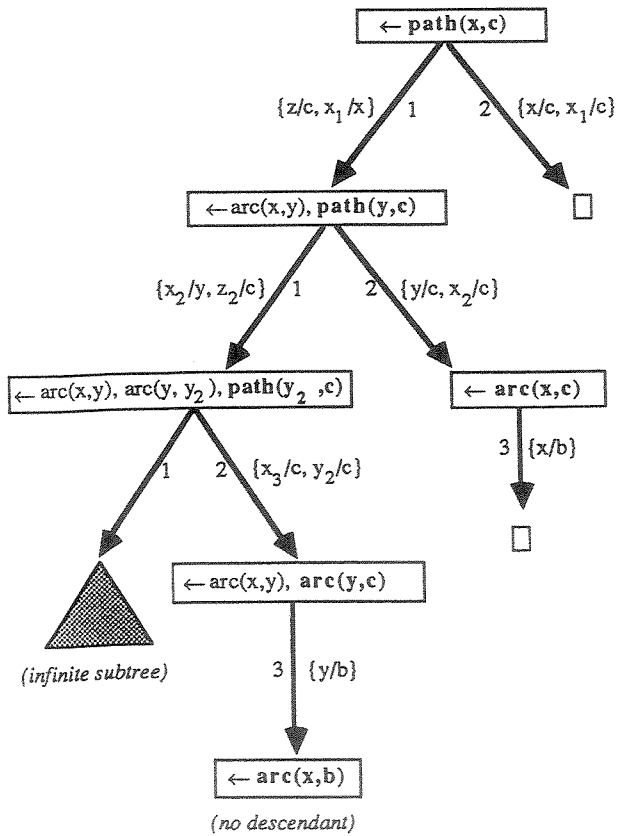 ← path(x,c)
{z/c, x₁/x} 1 2 {x/c, x₁/c}
←arc(x,y), path(y,c)
{x₂/y, z₂/c} 1 2 {y/c, x₂/c}
← arc(x,y), arc(y, y₂), path(y₂ ,c)
← arc(x,c)
3 {x/b}
1 2 {x₃/c, y₂/c}
←arc(x,y), arc(y,c)
(infinite subtree)
3 {y/b}
← arc(x,b)
(no descendant)